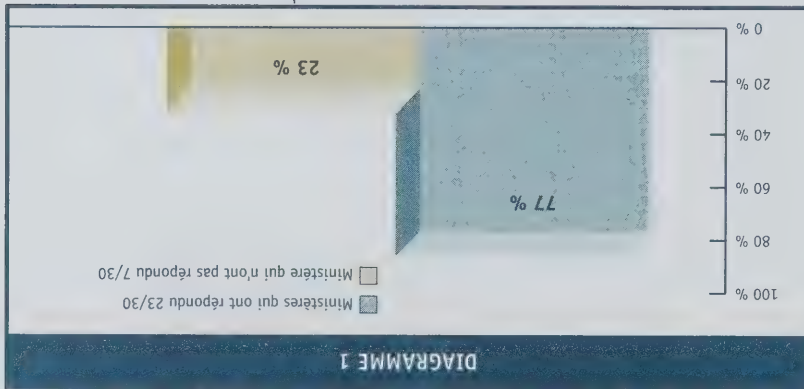 DIAGRAMME 1
Ministères qui ont répondu 23/30
Ministère qui n'ont pas répondu 7/30
100 %
80 %
60 %
40 %
20 %
0 %
77 %
23 %